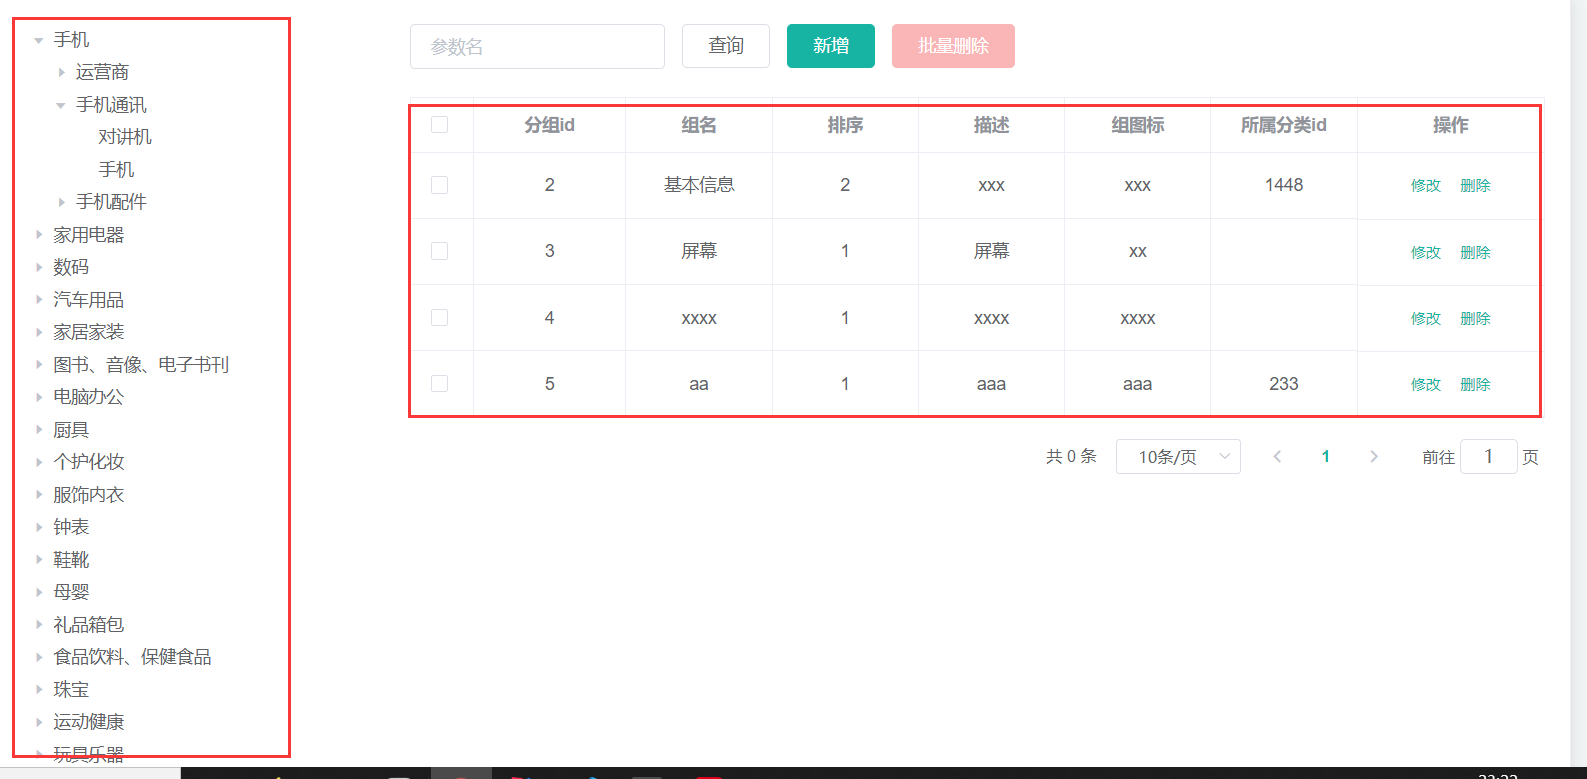 手机
运营商
手机通讯
对讲机
手机
手机配件
家用电器
数码
汽车用品
家居家装
图书、音像、电子书刊
电脑办公
厨具
个护化妆
服饰内衣
钟表
鞋靴
母婴
礼品箱包
食品饮料、保健食品
珠宝
运动健康
玩具乐器
参数名 查询 新增 批量删除
分组id 组名 排序 描述 组图标 所属分类id 操作
2 基本信息 2 xxx xxx 1448 修改 删除
3 屏幕 1 屏幕 xx 修改 删除
4 xxxx 1 xxxx xxxx 修改 删除
5 aa 1 aaa aaa 233 修改 删除
共 0 条 10条/页 1 前往 1 页